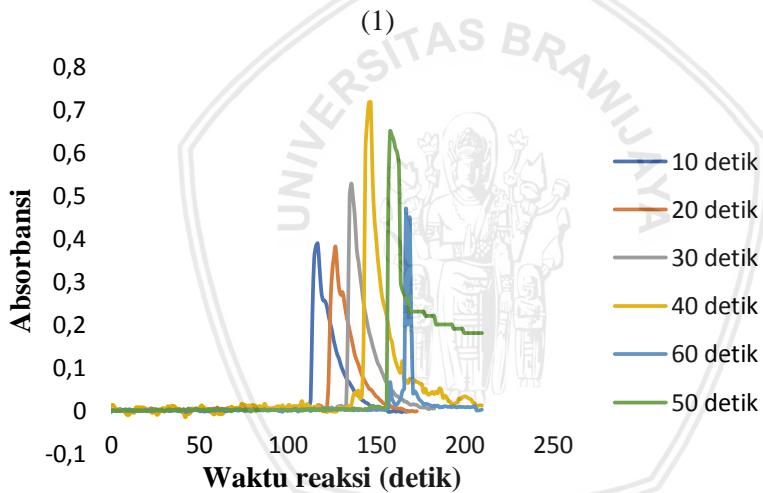 (1)
UNIVERSITAS BRAWIJAYA
0,8
0,7
0,6
0,5
0,4
0,3
0,2
0,1
0
-0,1
Absorbansi
0 50 100 150 200 250
Waktu reaksi (detik)
10 detik
20 detik
30 detik
40 detik
60 detik
50 detik